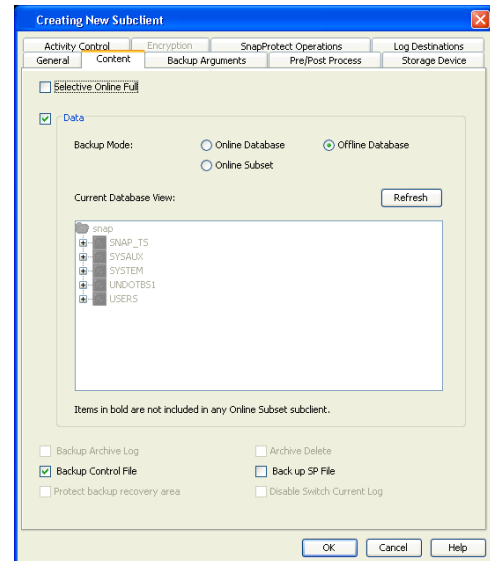 Creating New Subclient
Activity Control Encryption SnapProtect Operations Log Destinations
General Content Backup Arguments Pre/Post Process Storage Device
Selective Online Full
Data
Backup Mode: Online Database Offline Database
Online Subset
Current Database View: Refresh
snap
SNAP_TS
SYSAUX
SYSTEM
UNDOTBS1
USERS
Items in bold are not included in any Online Subset subclient.
Backup Archive Log Archive Delete
Backup Control File Back up SP File
Protect backup recovery area Disable Switch Current Log
OK Cancel Help